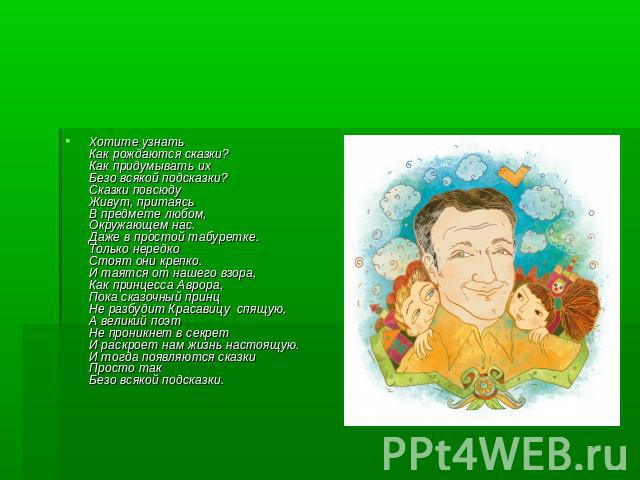 Хотите узнать
Как рождаются сказки?
Как придумывать их
Безо всякой подсказки?
Сказки повсюду
Живут, притаясь
В предмете любом,
Окружающем нас.
Даже в простой табуретке.
Только нередко
Стоят они крепко.
И таятся от нашего взора,
Как принцесса Аврора,
Пока сказочный принц
Не разбудит Красавицу спящую,
А великий поэт
Не проникнет в секрет
И раскроет нам жизнь настоящую.
И тогда появляются сказки
Просто так
Безо всякой подсказки.
PPt4WEB.ru